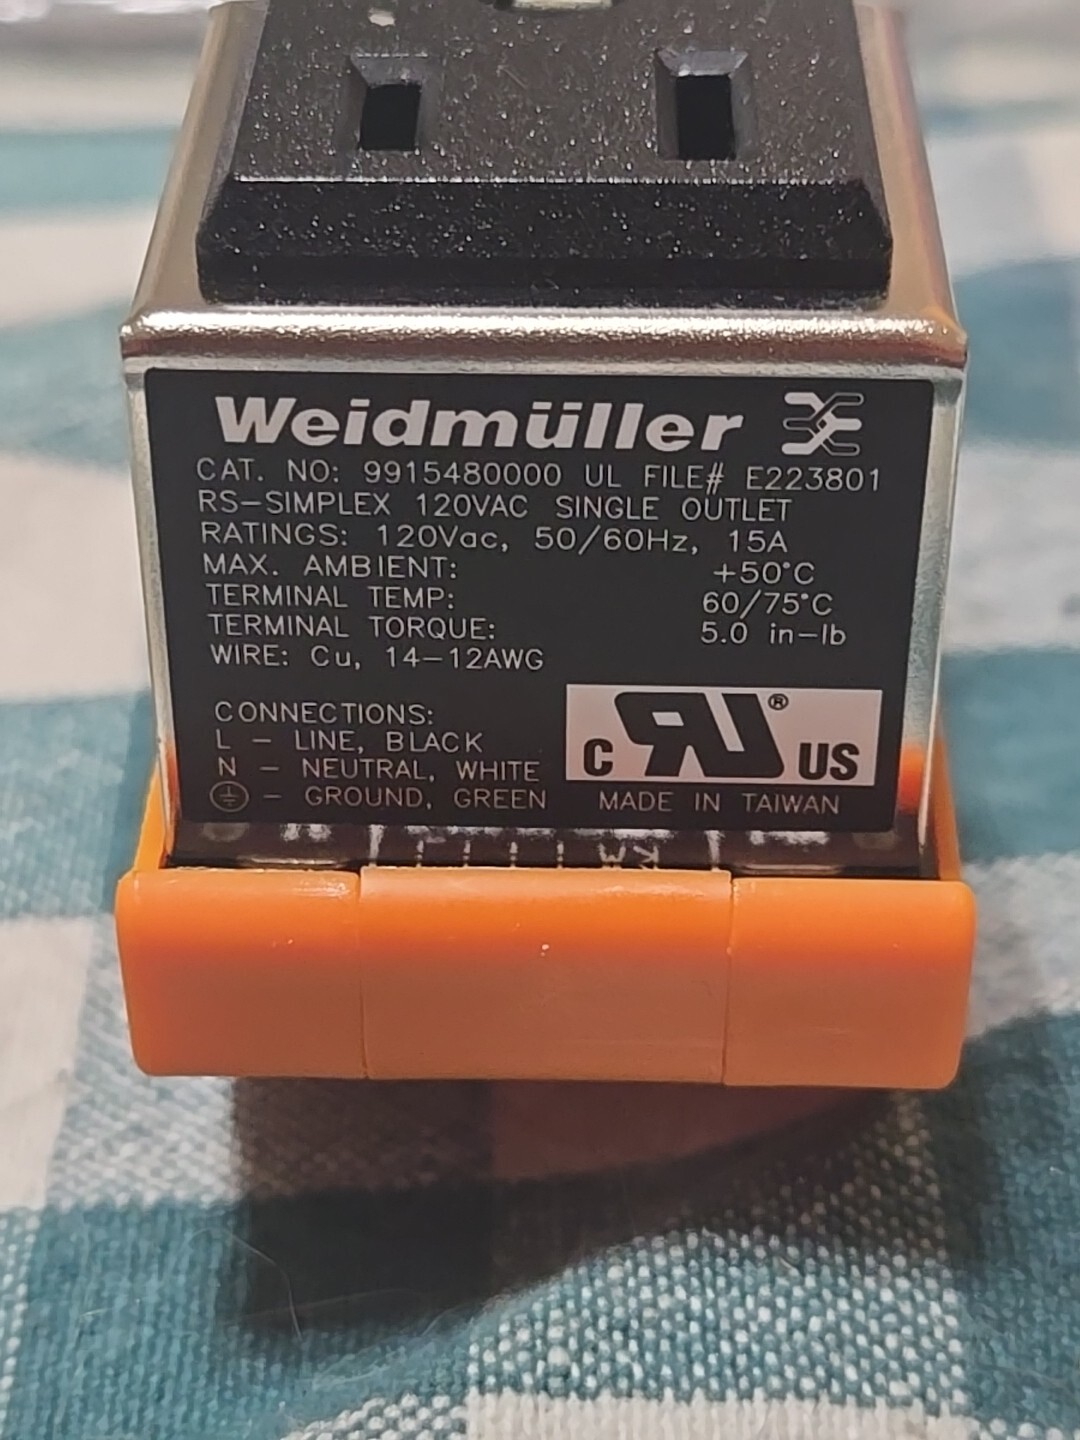 Weidmüller
CAT. NO: 9915480000 UL FILE# E223801
RS-SIMPLEX 120VAC SINGLE OUTLET
RATINGS: 120Vac, 50/60Hz, 15A
MAX. AMBIENT: +50°C
TERMINAL TEMP: 60/75°C
TERMINAL TORQUE: 5.0 in-lb
WIRE: Cu, 14-12AWG
CONNECTIONS:
L - LINE, BLACK
N - NEUTRAL, WHITE
⏚ - GROUND, GREEN
C RU® US
MADE IN TAIWAN